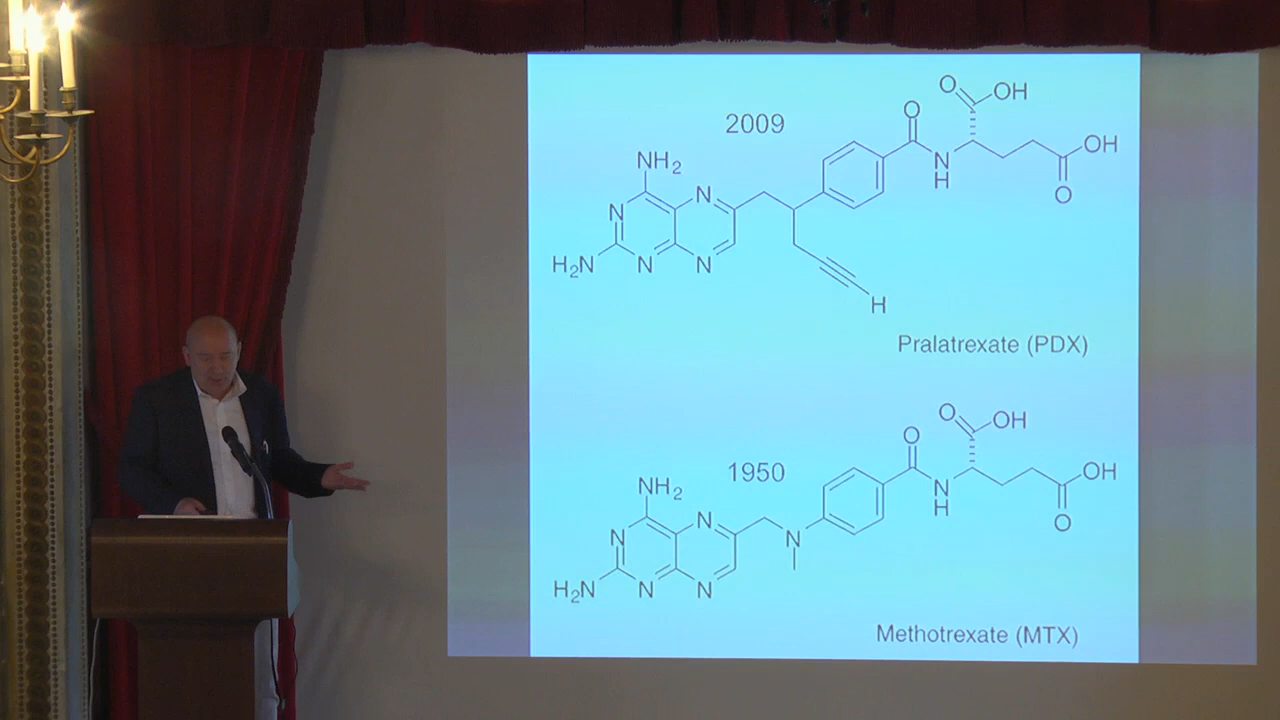 2009
O
OH
O
OH
N
H
O
NH₂
N
N
H₂N
N
N
H
Pralatrexate (PDX)
1950
O
OH
O
OH
N
H
O
NH₂
N
N
N
H₂N
N
N
Methotrexate (MTX)